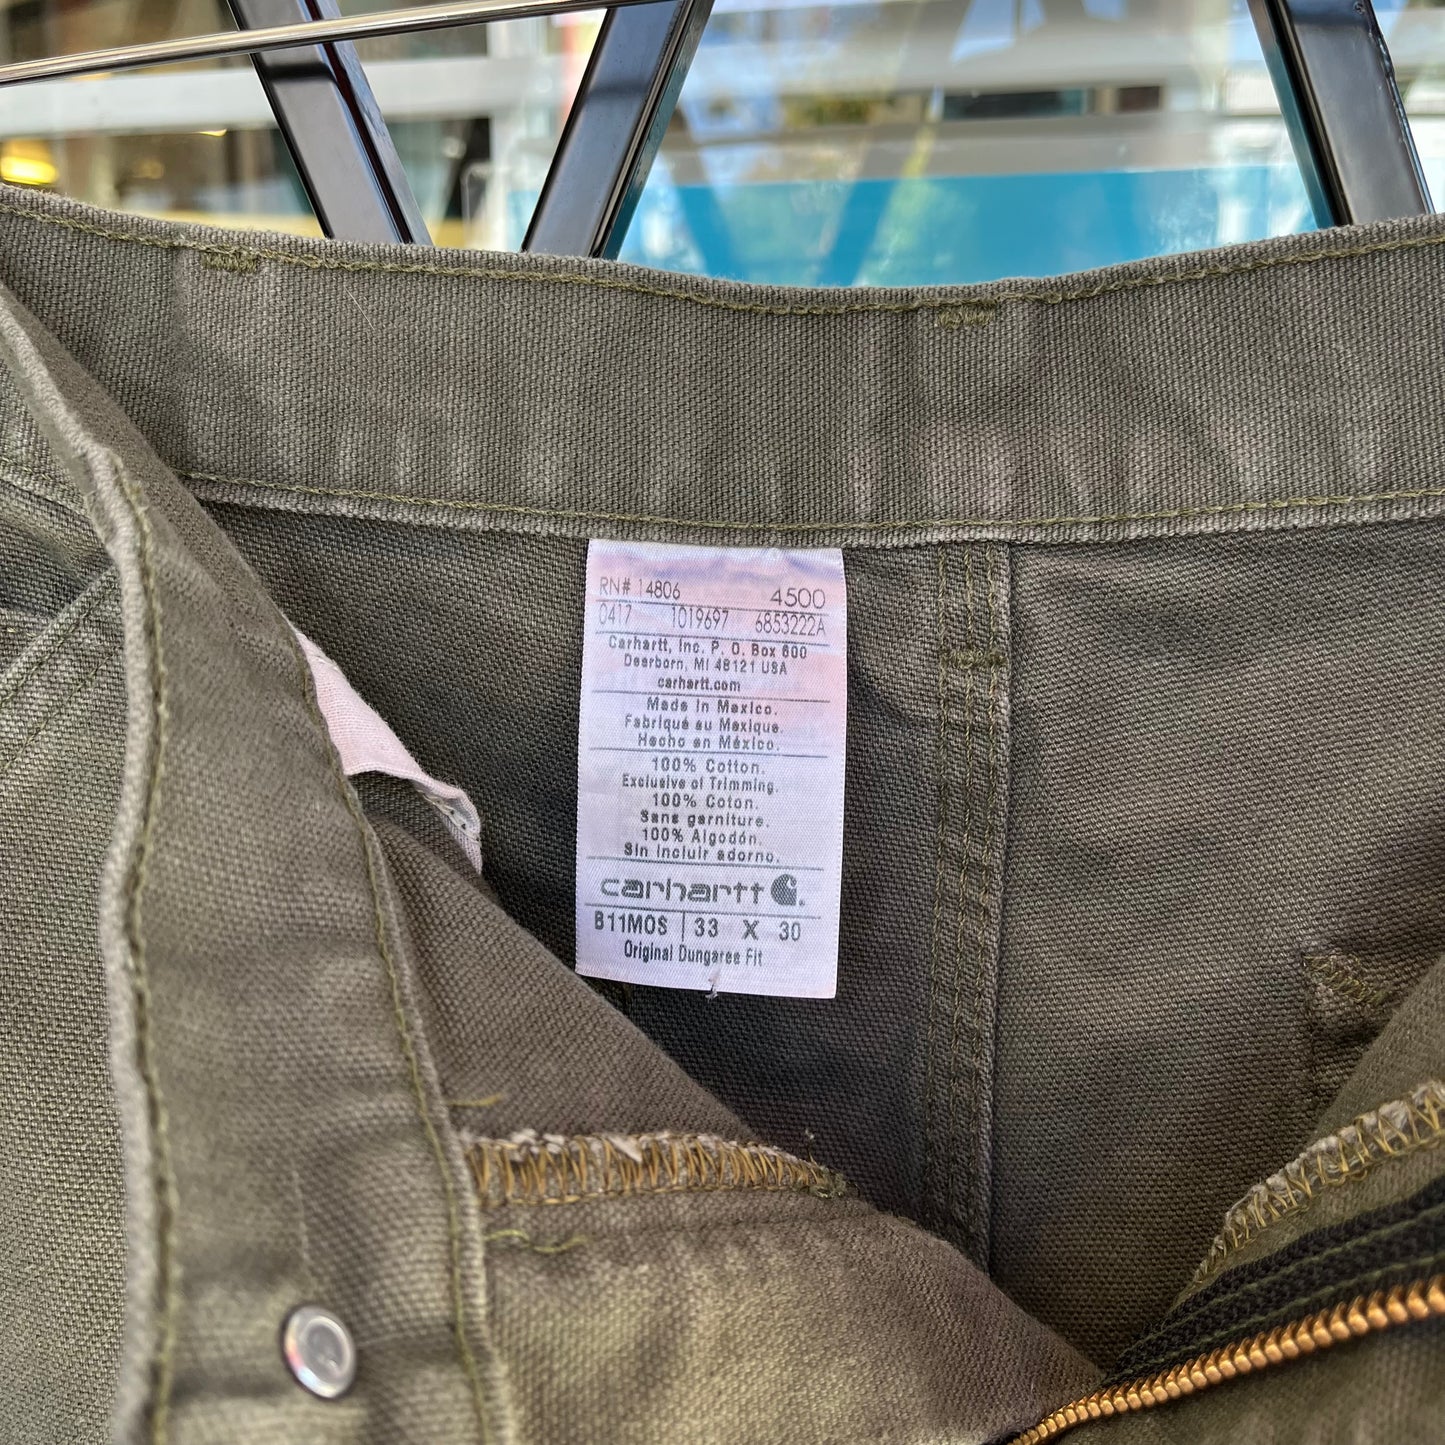 RN# 14806 4500
0417 1019697 6853222A
Carhartt, Inc. P. O. Box 600
Dearborn, MI 48121 USA
carhartt.com
Made in Mexico.
Fabriqué au Mexique.
Hecho en México.
100% Cotton.
Exclusive of Trimming.
100% Coton.
Sans garniture.
100% Algodón.
Sin incluir adorno.
carhartt
B11MOS | 33 X 30
Original Dungaree Fit